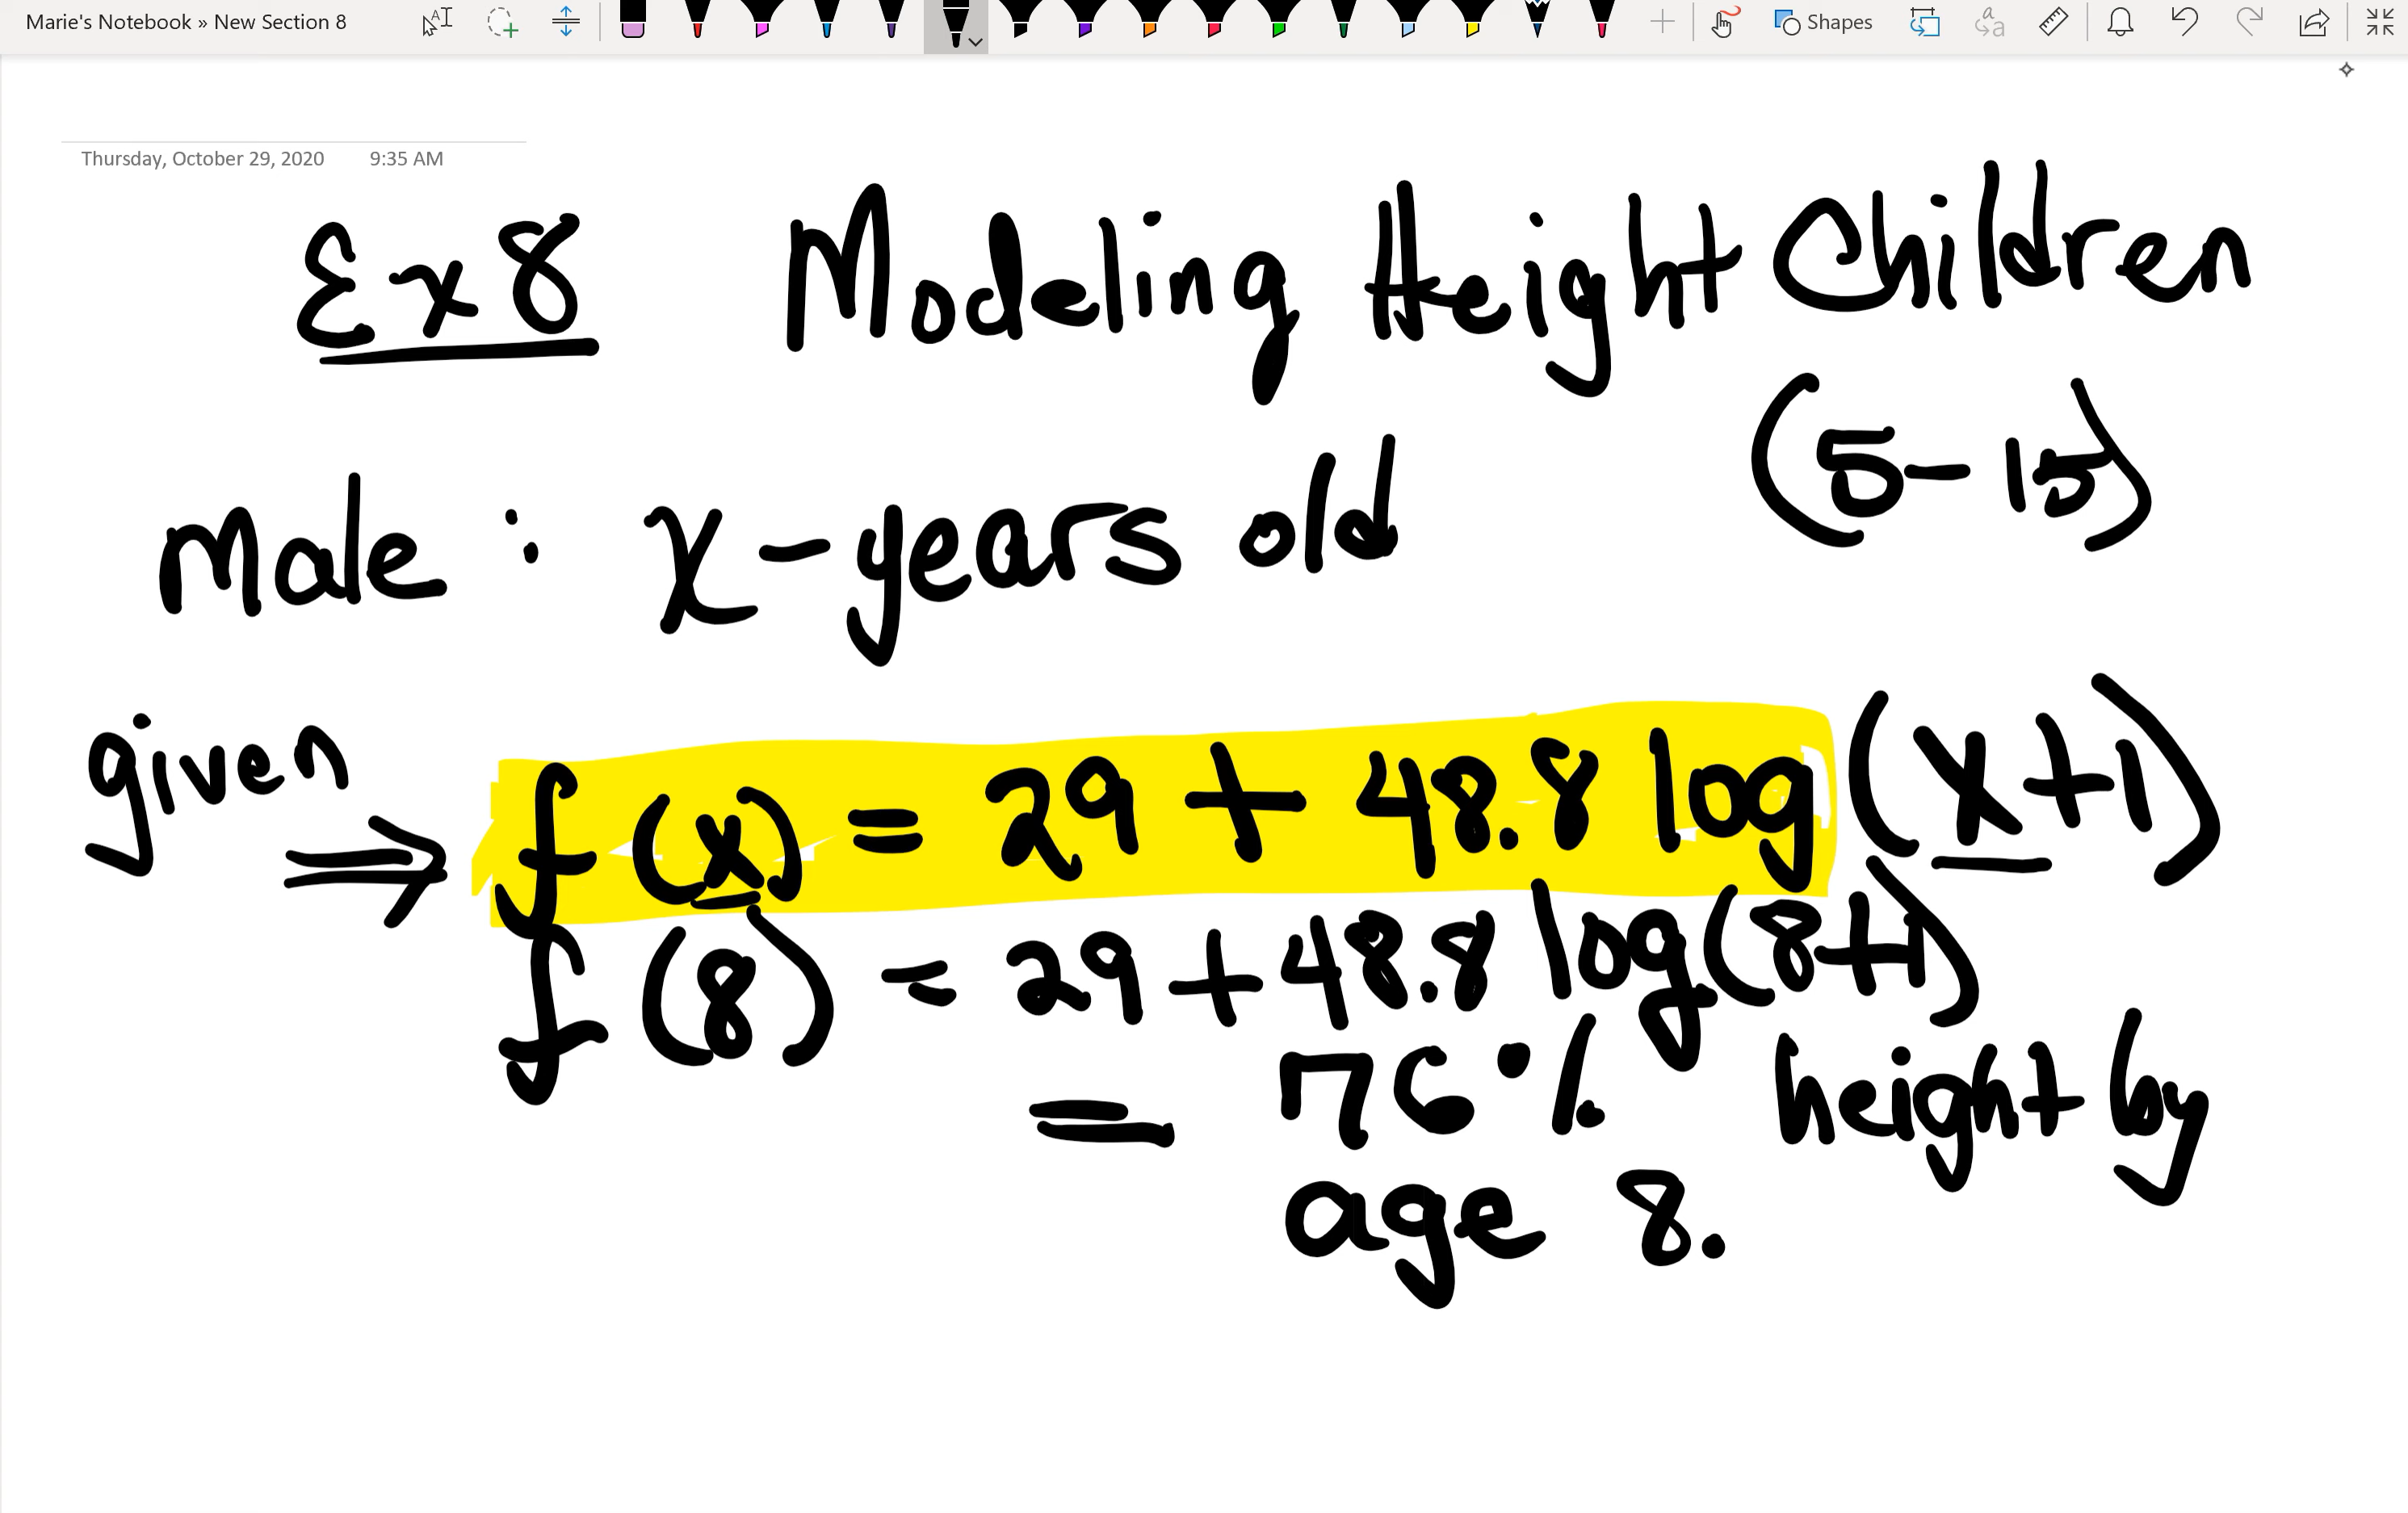 Marie's Notebook » New Section 8
Shapes
Thursday, October 29, 2020 9:35 AM
Ex 8 Modeling Height Children
(5-15)
Male : x-years old
given ⇒ f(x) = 29 + 48.8 log (x+1)
f(8) = 29 + 48.8 log(8+1)
= 76% height by
age 8.